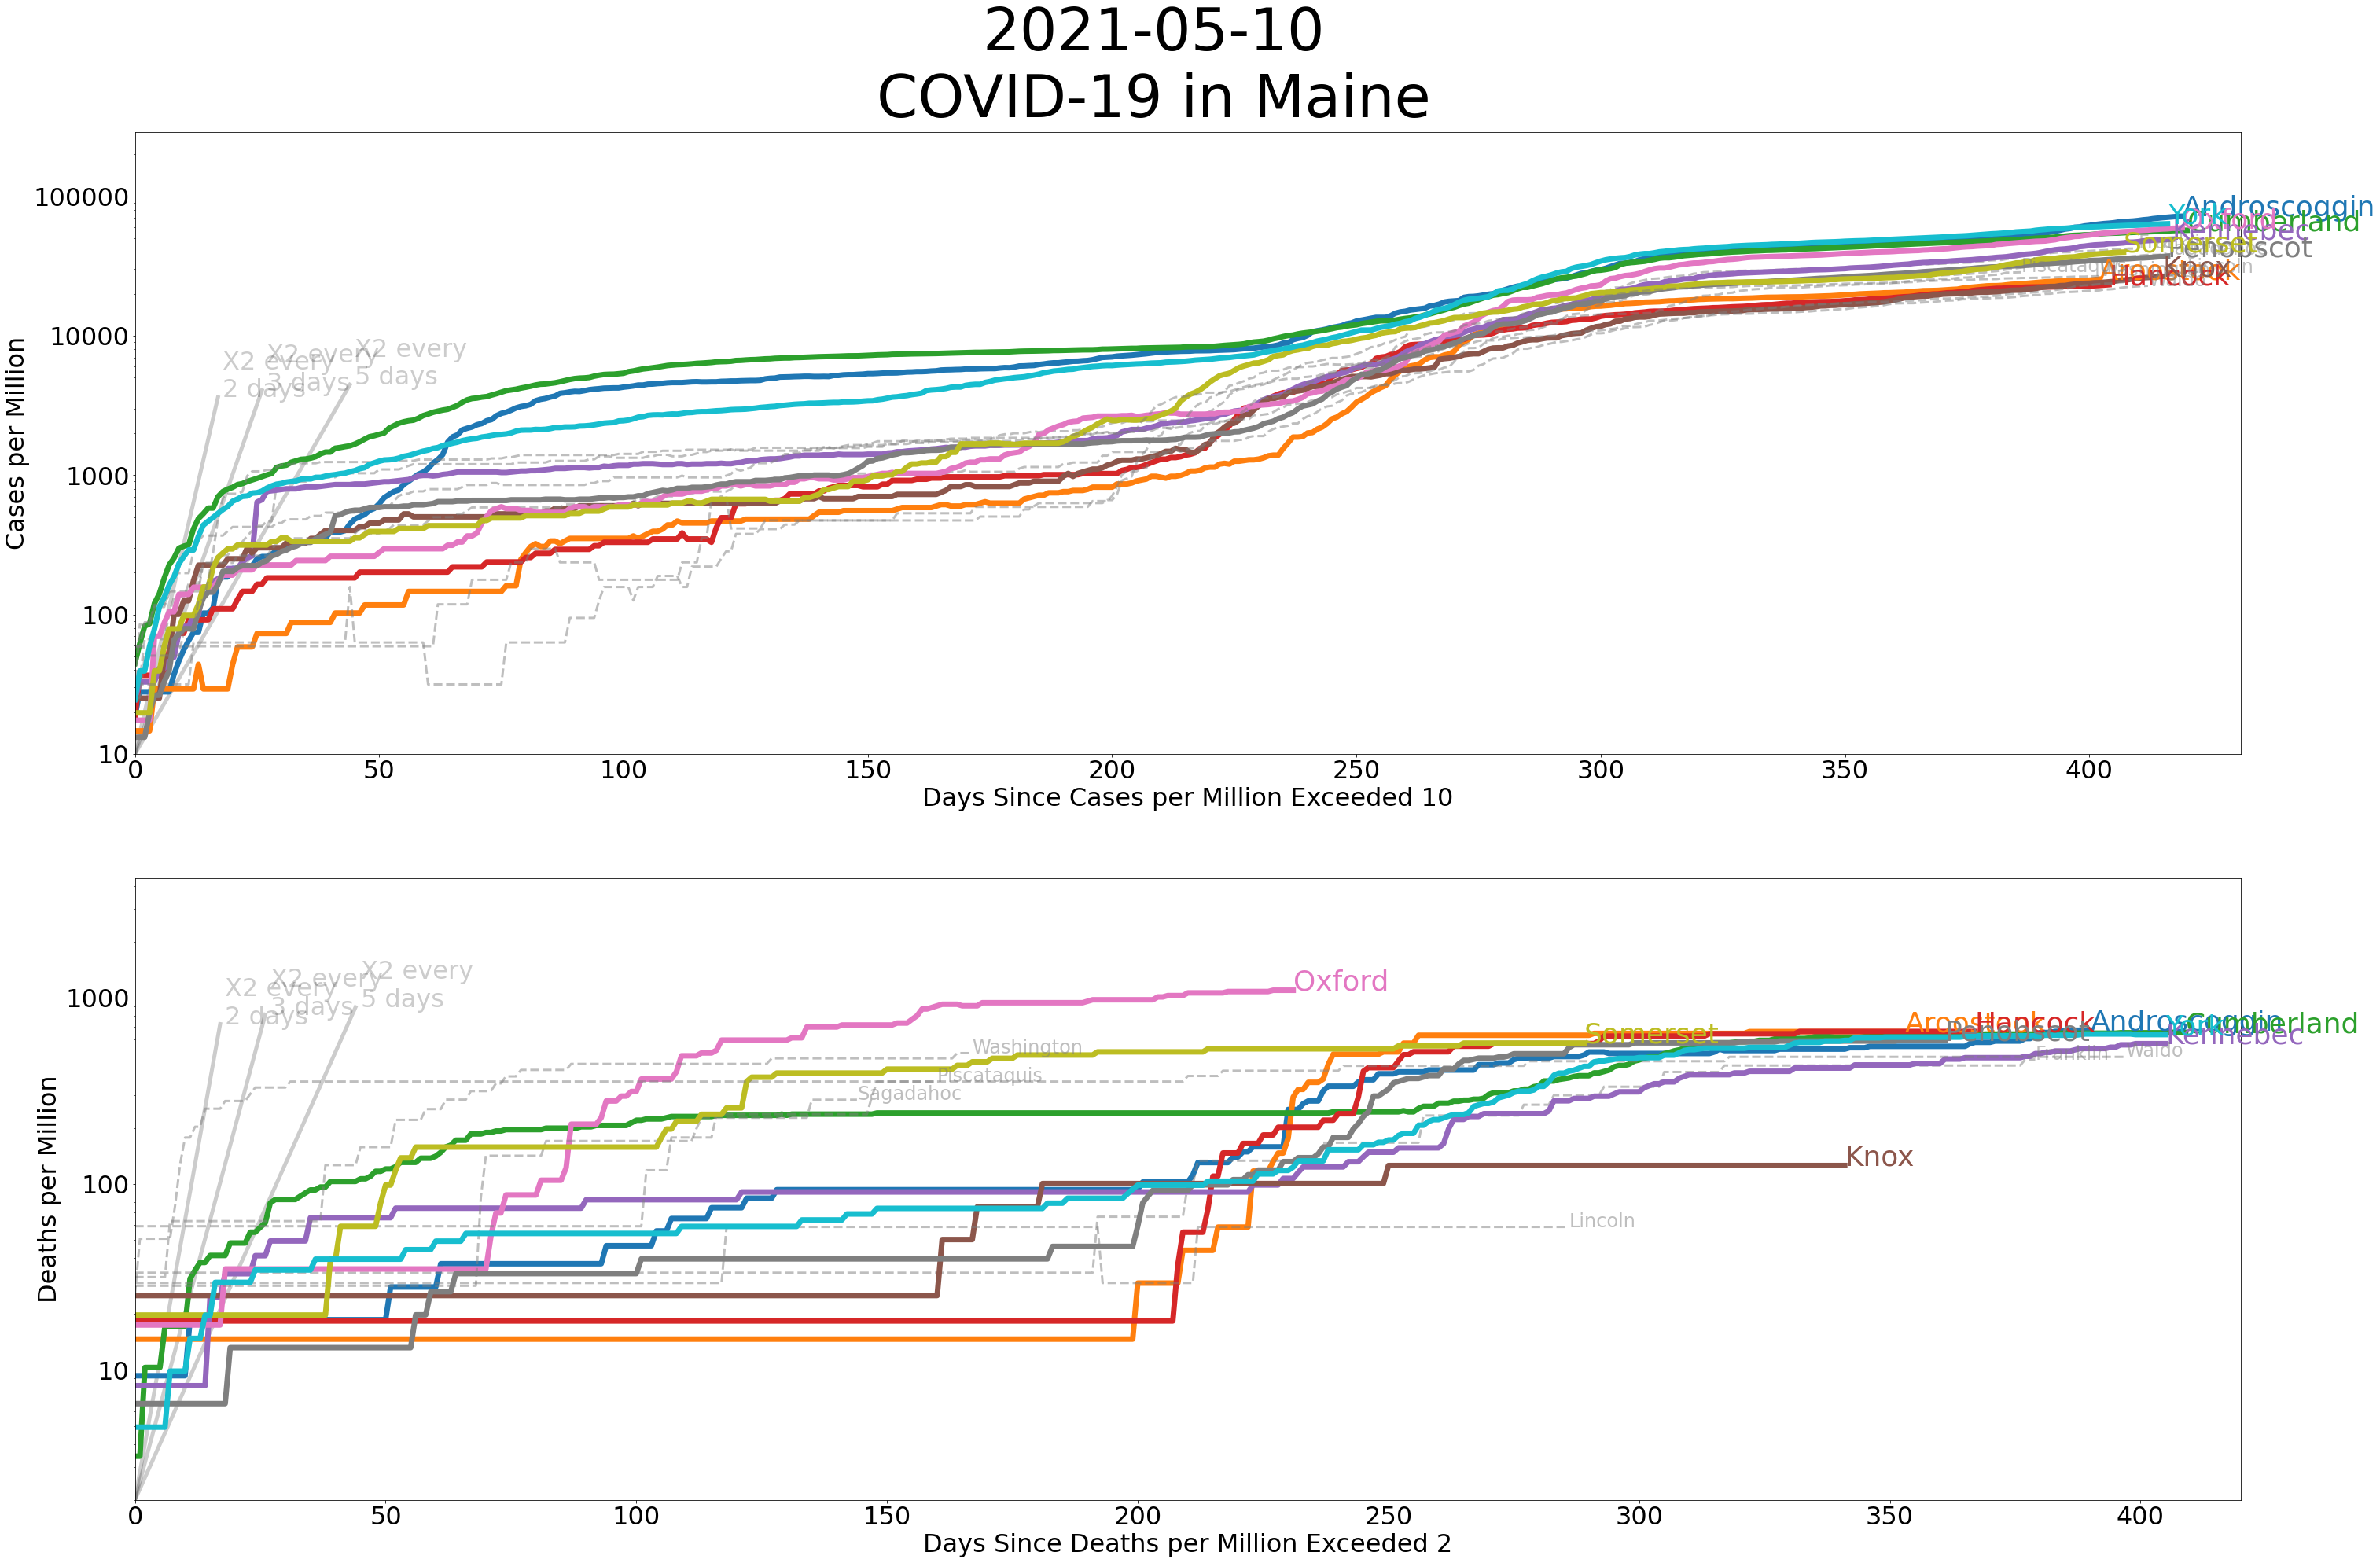 2021-05-10
COVID-19 in Maine
100000
10000
1000
100
10
Cases per Million
X2 every
2 days
X2 every
3 days
X2 every
5 days
Androscoggin
York
Oxford
Cumberland
Kennebec
Somerset
Penobscot
Piscataquis
Knox
Aroostook
Hancock
0 50 100 150 200 250 300 350 400
Days Since Cases per Million Exceeded 10
1000
100
10
Deaths per Million
X2 every
2 days
X2 every
3 days
X2 every
5 days
Oxford
Washington
Piscataquis
Sagadahoc
Somerset
Aroostook
Hancock
Penobscot
Androscoggin
York
Cumberland
Kennebec
Franklin
Waldo
Knox
Lincoln
0 50 100 150 200 250 300 350 400
Days Since Deaths per Million Exceeded 2